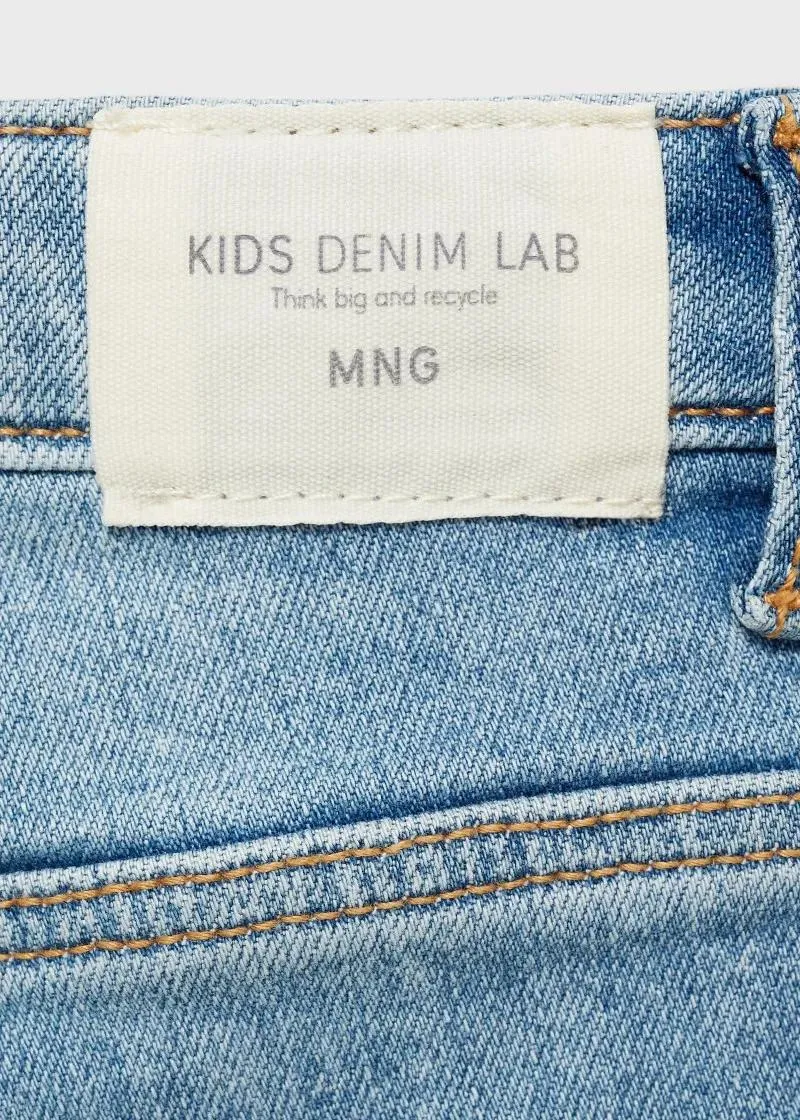 KIDS DENIM LAB
Think big and recycle
MNG